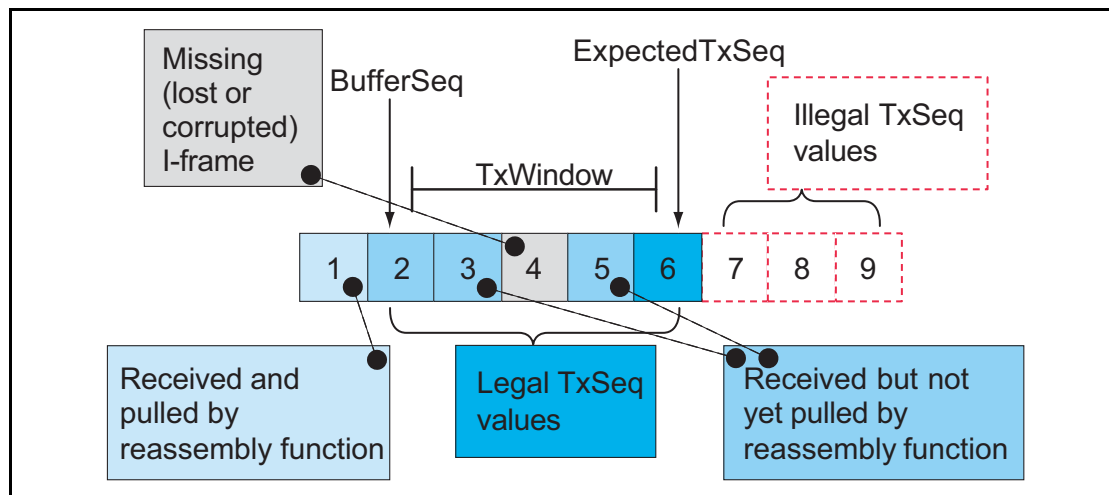 Missing
(lost or
corrupted)
I-frame
BufferSeq
ExpectedTxSeq
TxWindow
Illegal TxSeq
values
1 2 3 4 5 6 7 8 9
Received and
pulled by
reassembly function
Legal TxSeq
values
Received but not
yet pulled by
reassembly function